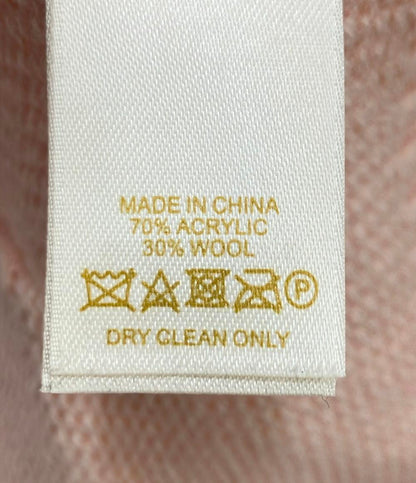 MADE IN CHINA
70% ACRYLIC
30% WOOL
P
DRY CLEAN ONLY